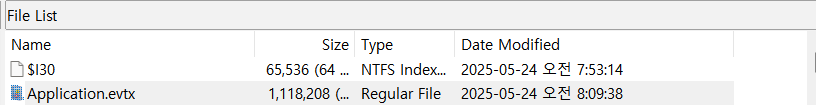 File List
Name Size Type Date Modified
$I30 65,536 (64 ... NTFS Index... 2025-05-24 오전 7:53:14
Application.evtx 1,118,208 (... Regular File 2025-05-24 오전 8:09:38